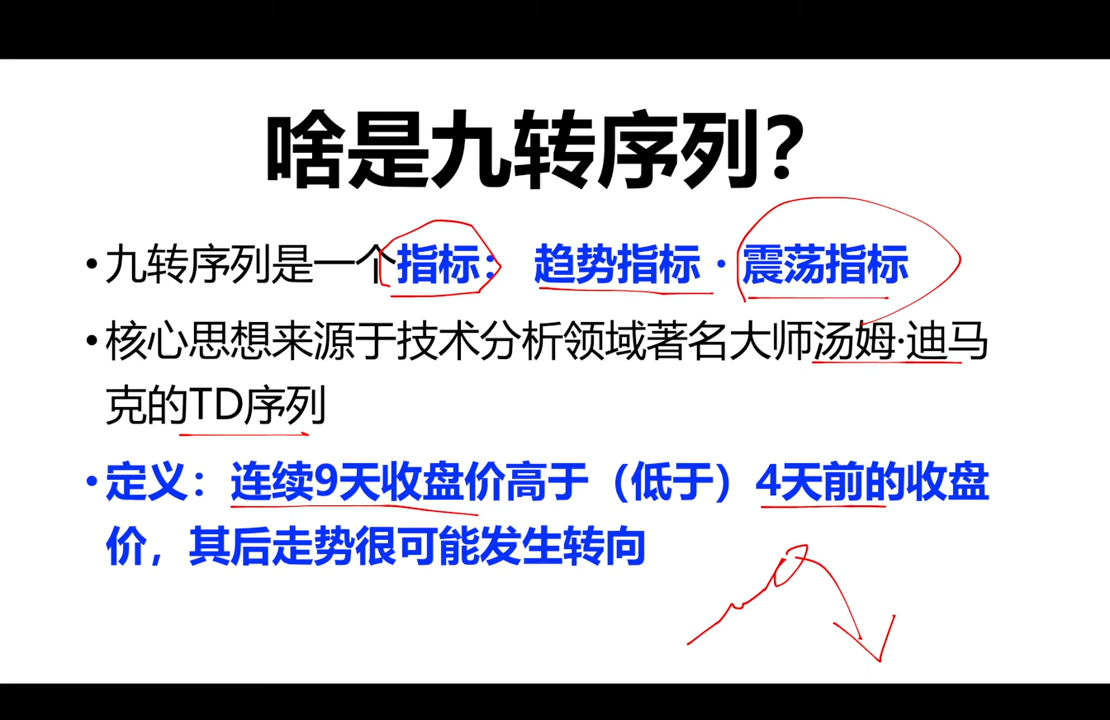 啥是九转序列？
•九转序列是一个指标： 趋势指标·震荡指标
•核心思想来源于技术分析领域著名大师汤姆·迪马
克的TD序列
•定义：连续9天收盘价高于（低于）4天前的收盘
价，其后走势很可能发生转向